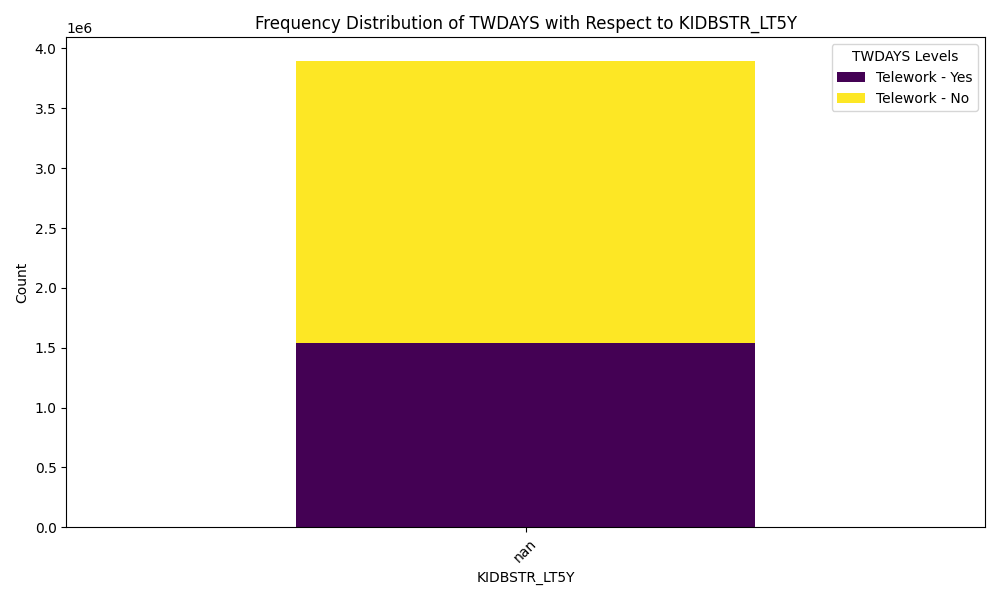 Frequency Distribution of TWDAYS with Respect to KIDBSTR_LT5Y
1e6
4.0
3.5
3.0
2.5
2.0
1.5
1.0
0.5
0.0
Count
TWDAYS Levels
Telework - Yes
Telework - No
nan
KIDBSTR_LT5Y